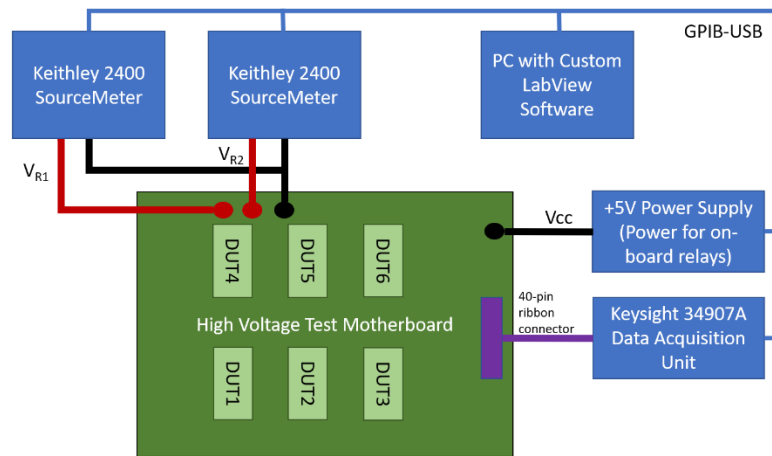 GPIB-USB
Keithley 2400
SourceMeter
Keithley 2400
SourceMeter
PC with Custom
LabView
Software
VR1
VR2
Vcc
+5V Power Supply
(Power for on-
board relays)
DUT4
DUT5
DUT6
40-pin
ribbon
connector
High Voltage Test Motherboard
Keysight 34907A
Data Acquisition
Unit
DUT1
DUT2
DUT3